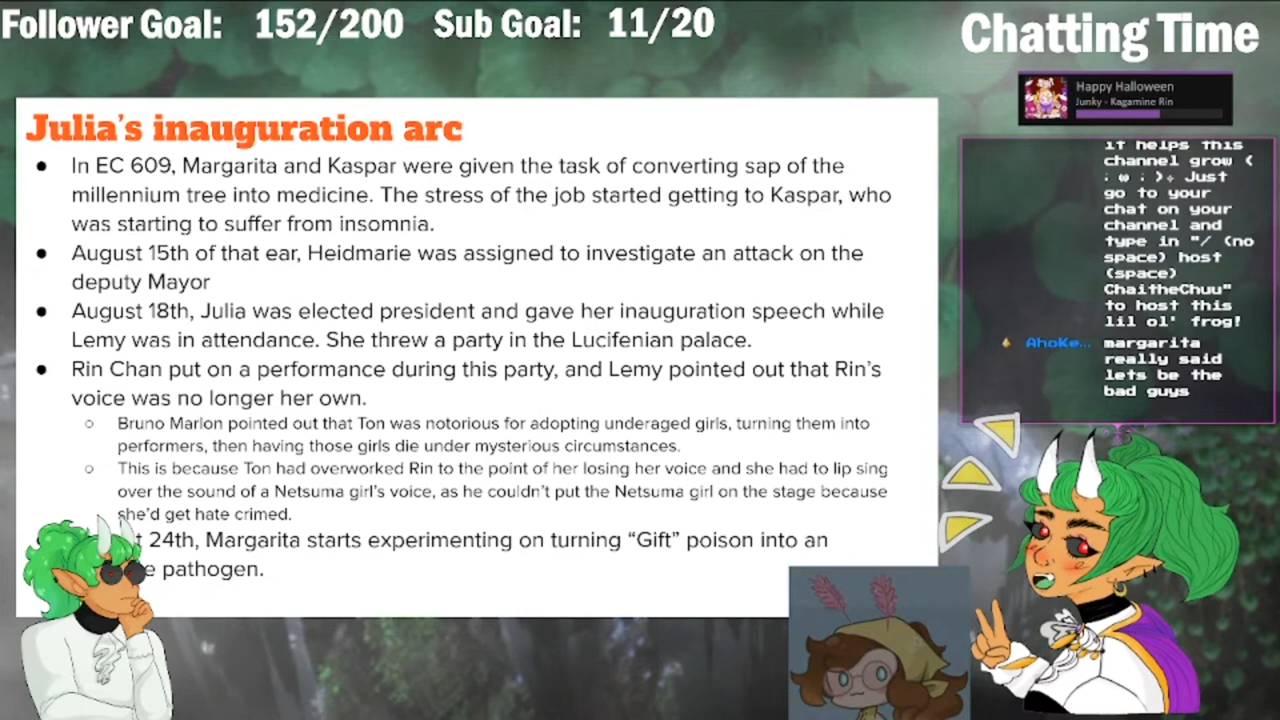 Follower Goal: 152/200 Sub Goal: 11/20
Chatting Time
Happy Halloween
Junky - Kagamine Rin
Julia's inauguration arc
● In EC 609, Margarita and Kaspar were given the task of converting sap of the
millennium tree into medicine. The stress of the job started getting to Kaspar, who
was starting to suffer from insomnia.
● August 15th of that ear, Heidmarie was assigned to investigate an attack on the
deputy Mayor
● August 18th, Julia was elected president and gave her inauguration speech while
Lemy was in attendance. She threw a party in the Lucifenian palace.
● Rin Chan put on a performance during this party, and Lemy pointed out that Rin's
voice was no longer her own.
○ Bruno Marlon pointed out that Ton was notorious for adopting underaged girls, turning them into
performers, then having those girls die under mysterious circumstances.
○ This is because Ton had overworked Rin to the point of her losing her voice and she had to lip sing
over the sound of a Netsuma girl's voice, as he couldn't put the Netsuma girl on the stage because
she'd get hate crimed.
24th, Margarita starts experimenting on turning "Gift" poison into an
pathogen.
it helps this
channel grow (
; ω ; )✧ Just
go to your
chat on your
channel and
type in "/ (no
space) host
(space)
ChaitheChuu"
to host this
lil ol' frog!
AhoKe... margarita
really said
lets be the
bad guys